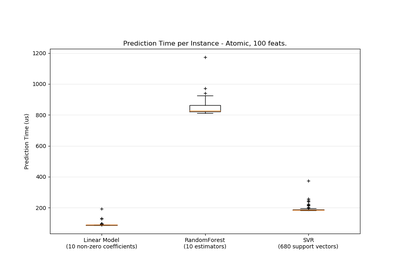 Prediction Time per Instance - Atomic, 100 feats.
1200
1000
800
600
400
200
Prediction Time (us)
Linear Model
(10 non-zero coefficients)
RandomForest
(10 estimators)
SVR
(680 support vectors)